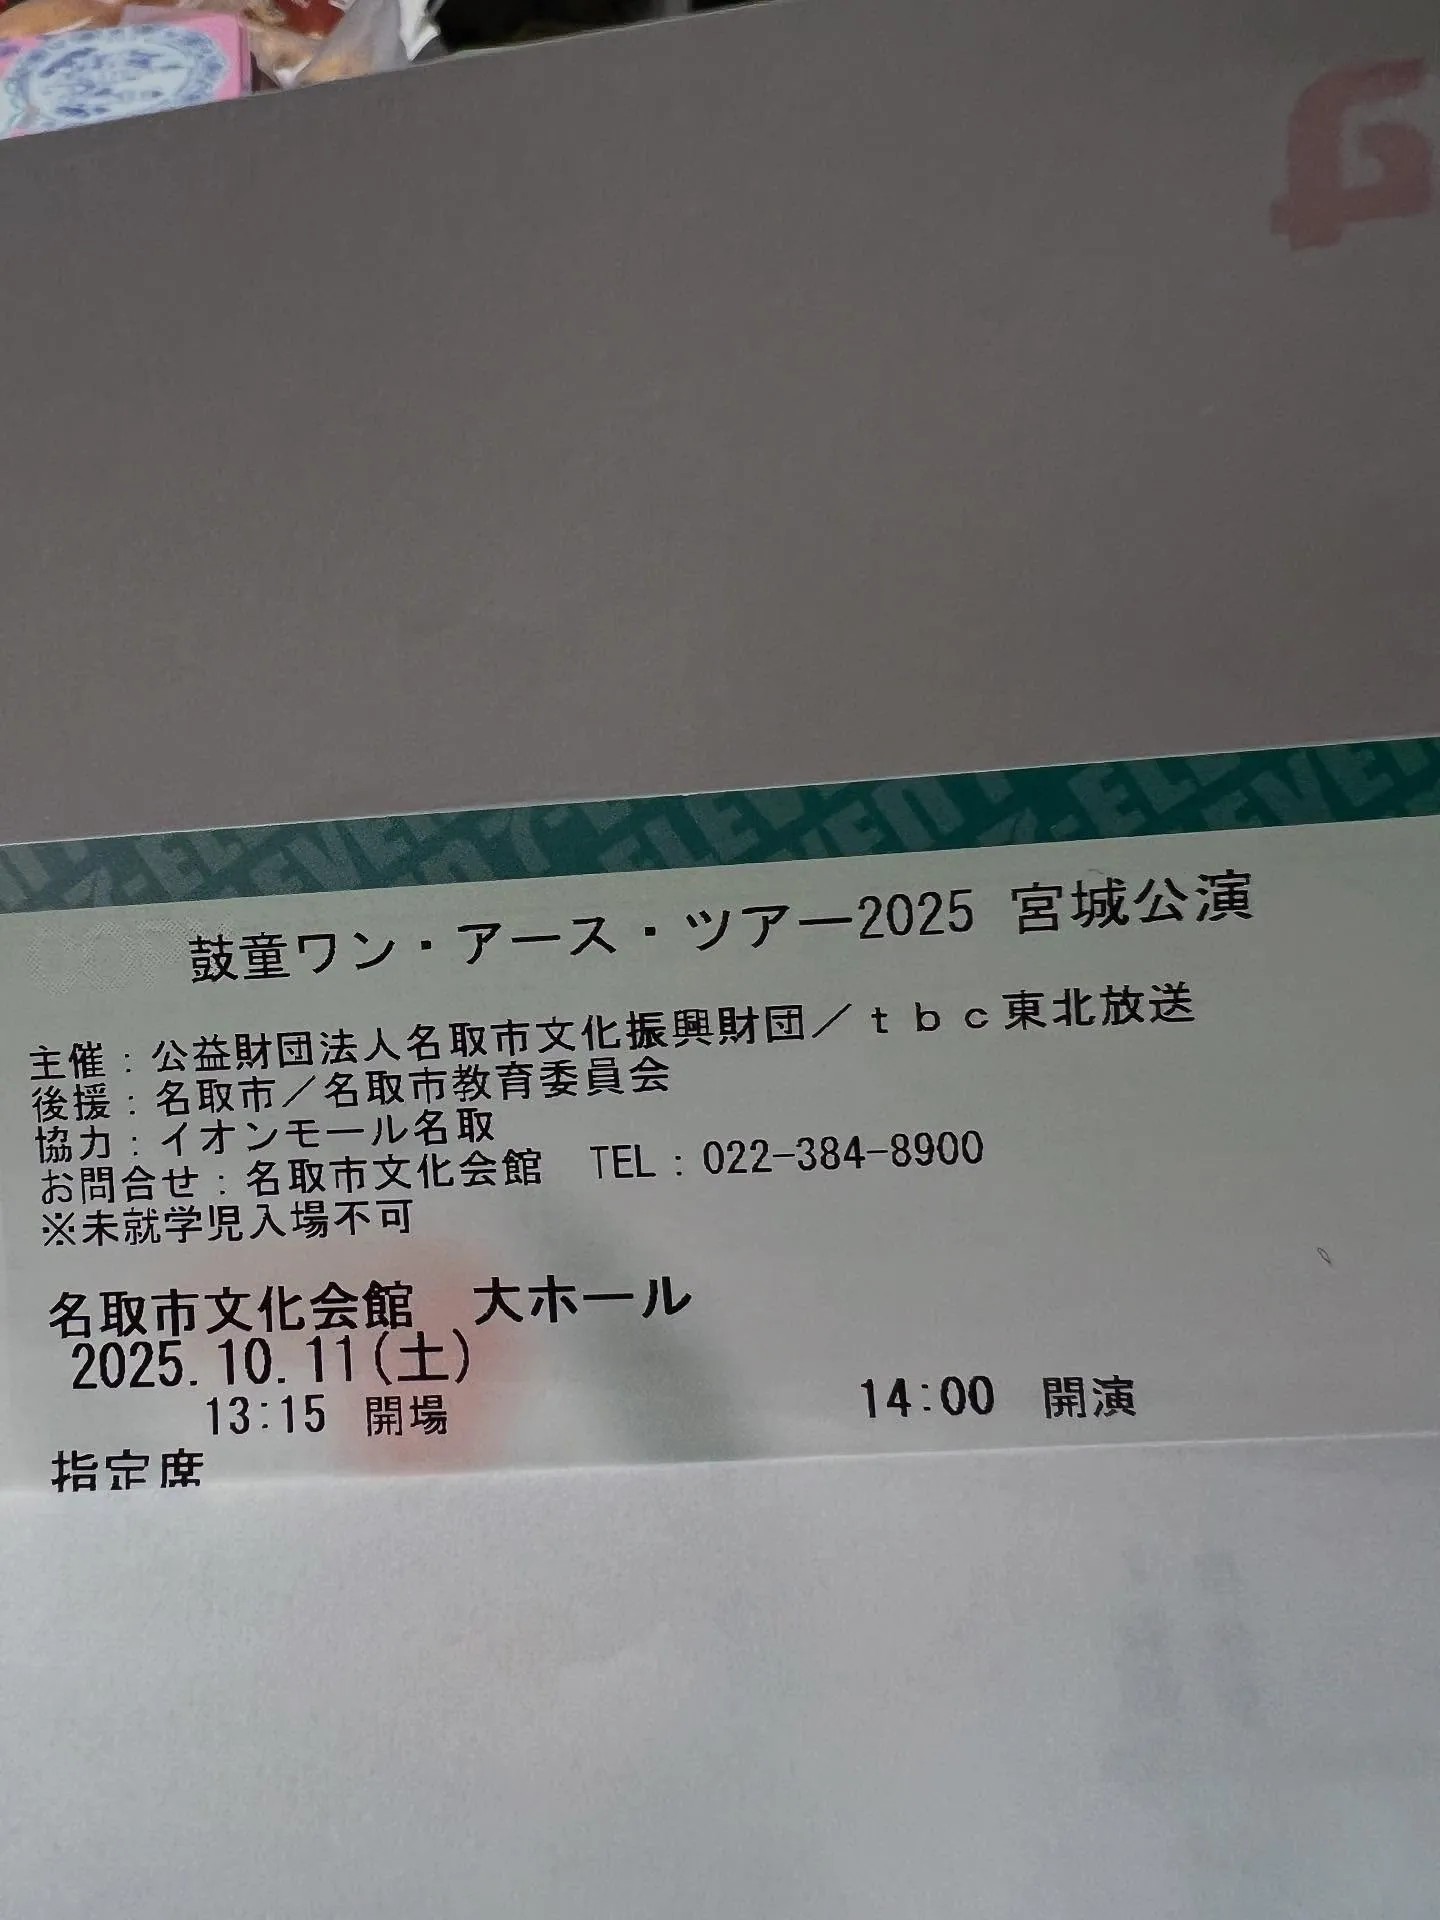 鼓童ワン・アース・ツアー2025 宮城公演
主催：公益財団法人名取市文化振興財団／ｔｂｃ東北放送
後援：名取市／名取市教育委員会
協力：イオンモール名取
お問合せ：名取市文化会館　TEL：022-384-8900
※未就学児入場不可
名取市文化会館　大ホール
2025.10.11(土)
13:15 開場　14:00 開演
指定席